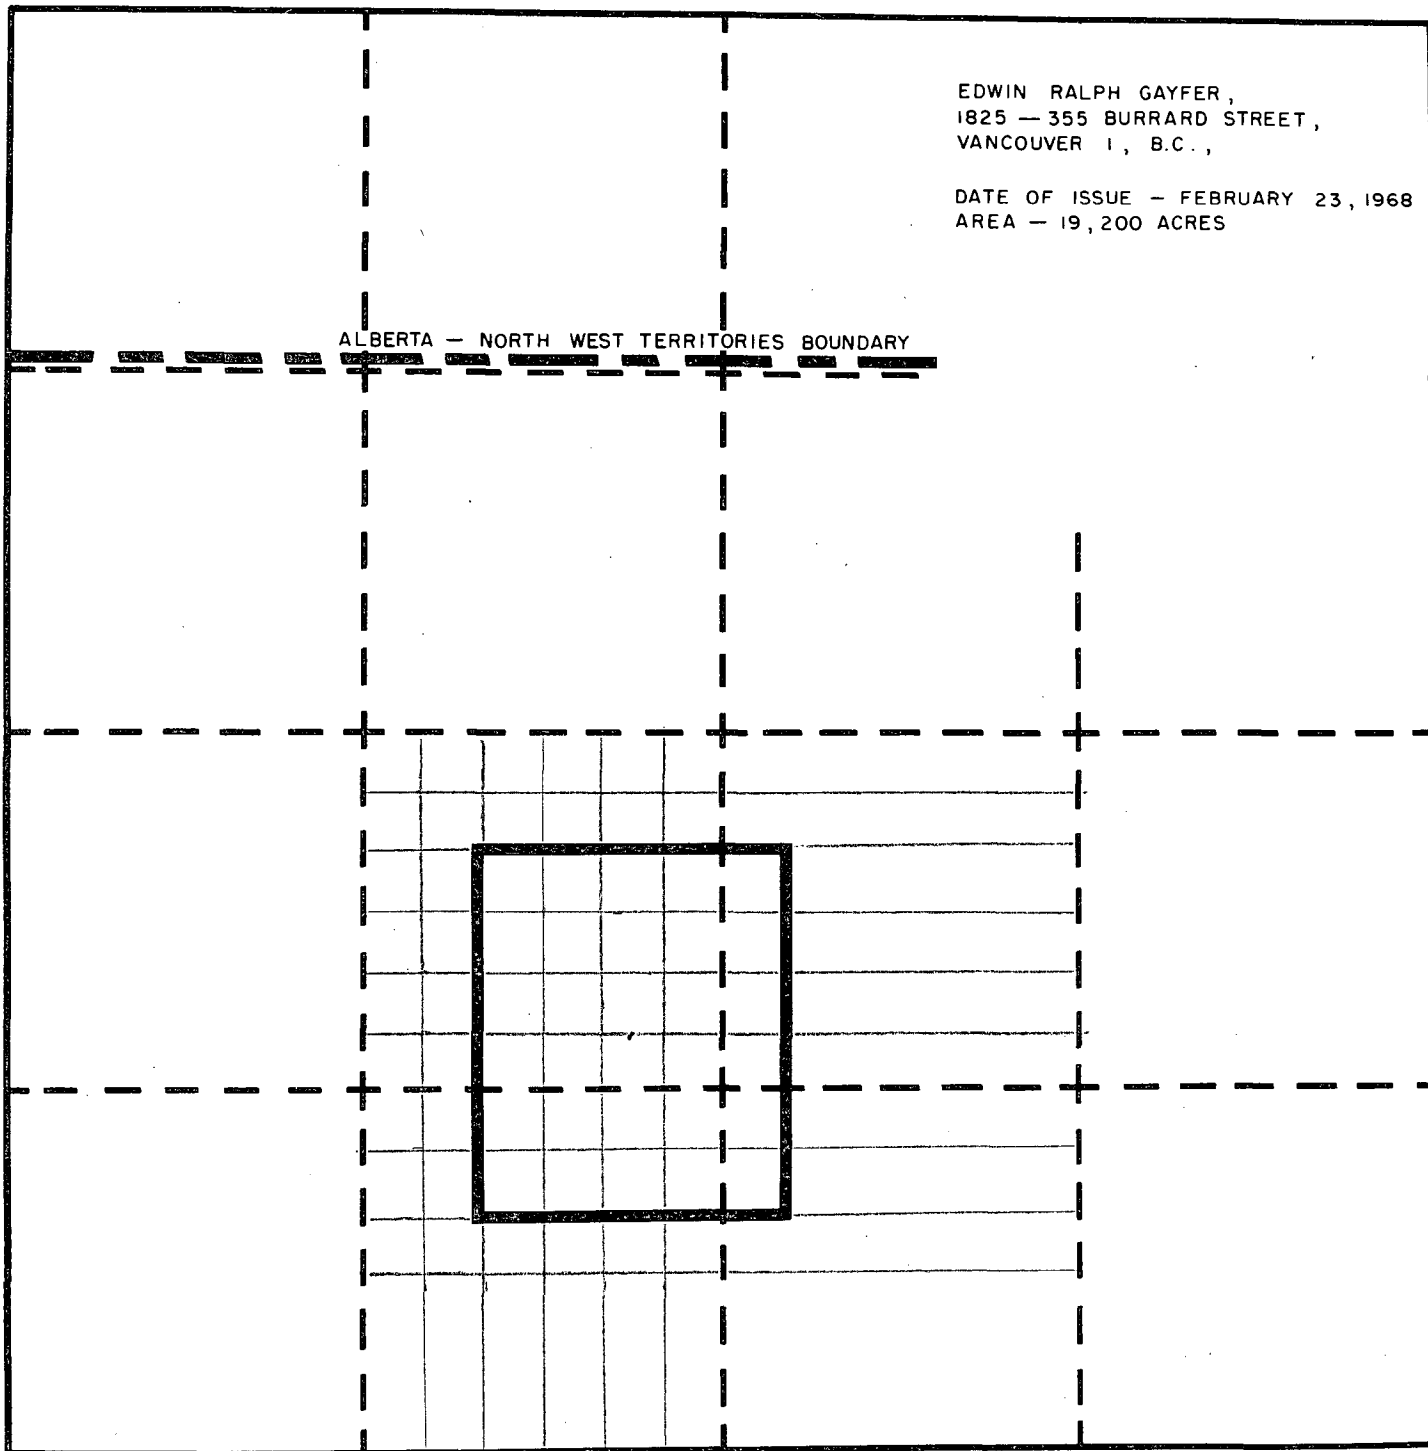 EDWIN RALPH GAYFER,
1825 — 355 BURRARD STREET,
VANCOUVER 1, B.C.,
DATE OF ISSUE — FEBRUARY 23, 1968
AREA — 19,200 ACRES
ALBERTA — NORTH WEST TERRITORIES BOUNDARY